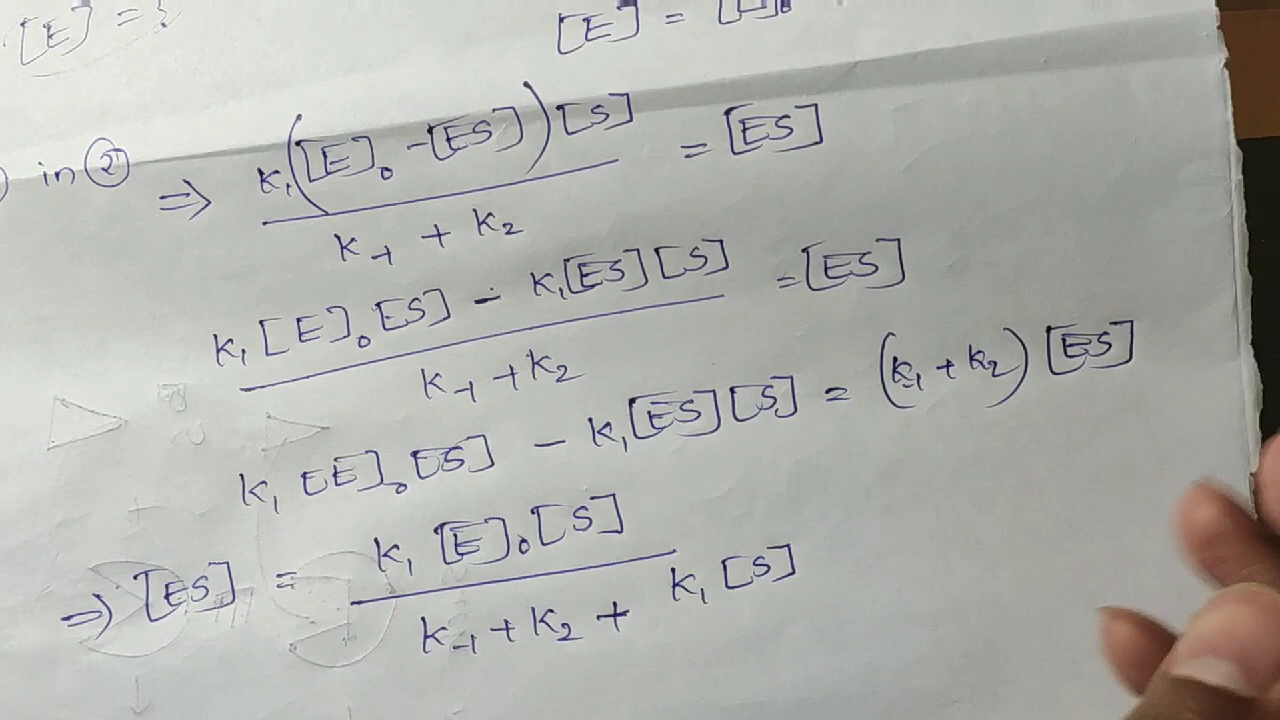 [E] = ? [E] =
in ② ⇒ K₁([E]₀ - [ES])[S] / K₋₁ + K₂ = [ES]
K₁[E]₀[S] - K₁[ES][S] / K₋₁ + K₂ = [ES]
K₁[E]₀[S] - K₁[ES][S] = (K₋₁ + K₂)[ES]
⇒ [ES] = K₁[E]₀[S] / K₋₁ + K₂ + K₁[S]